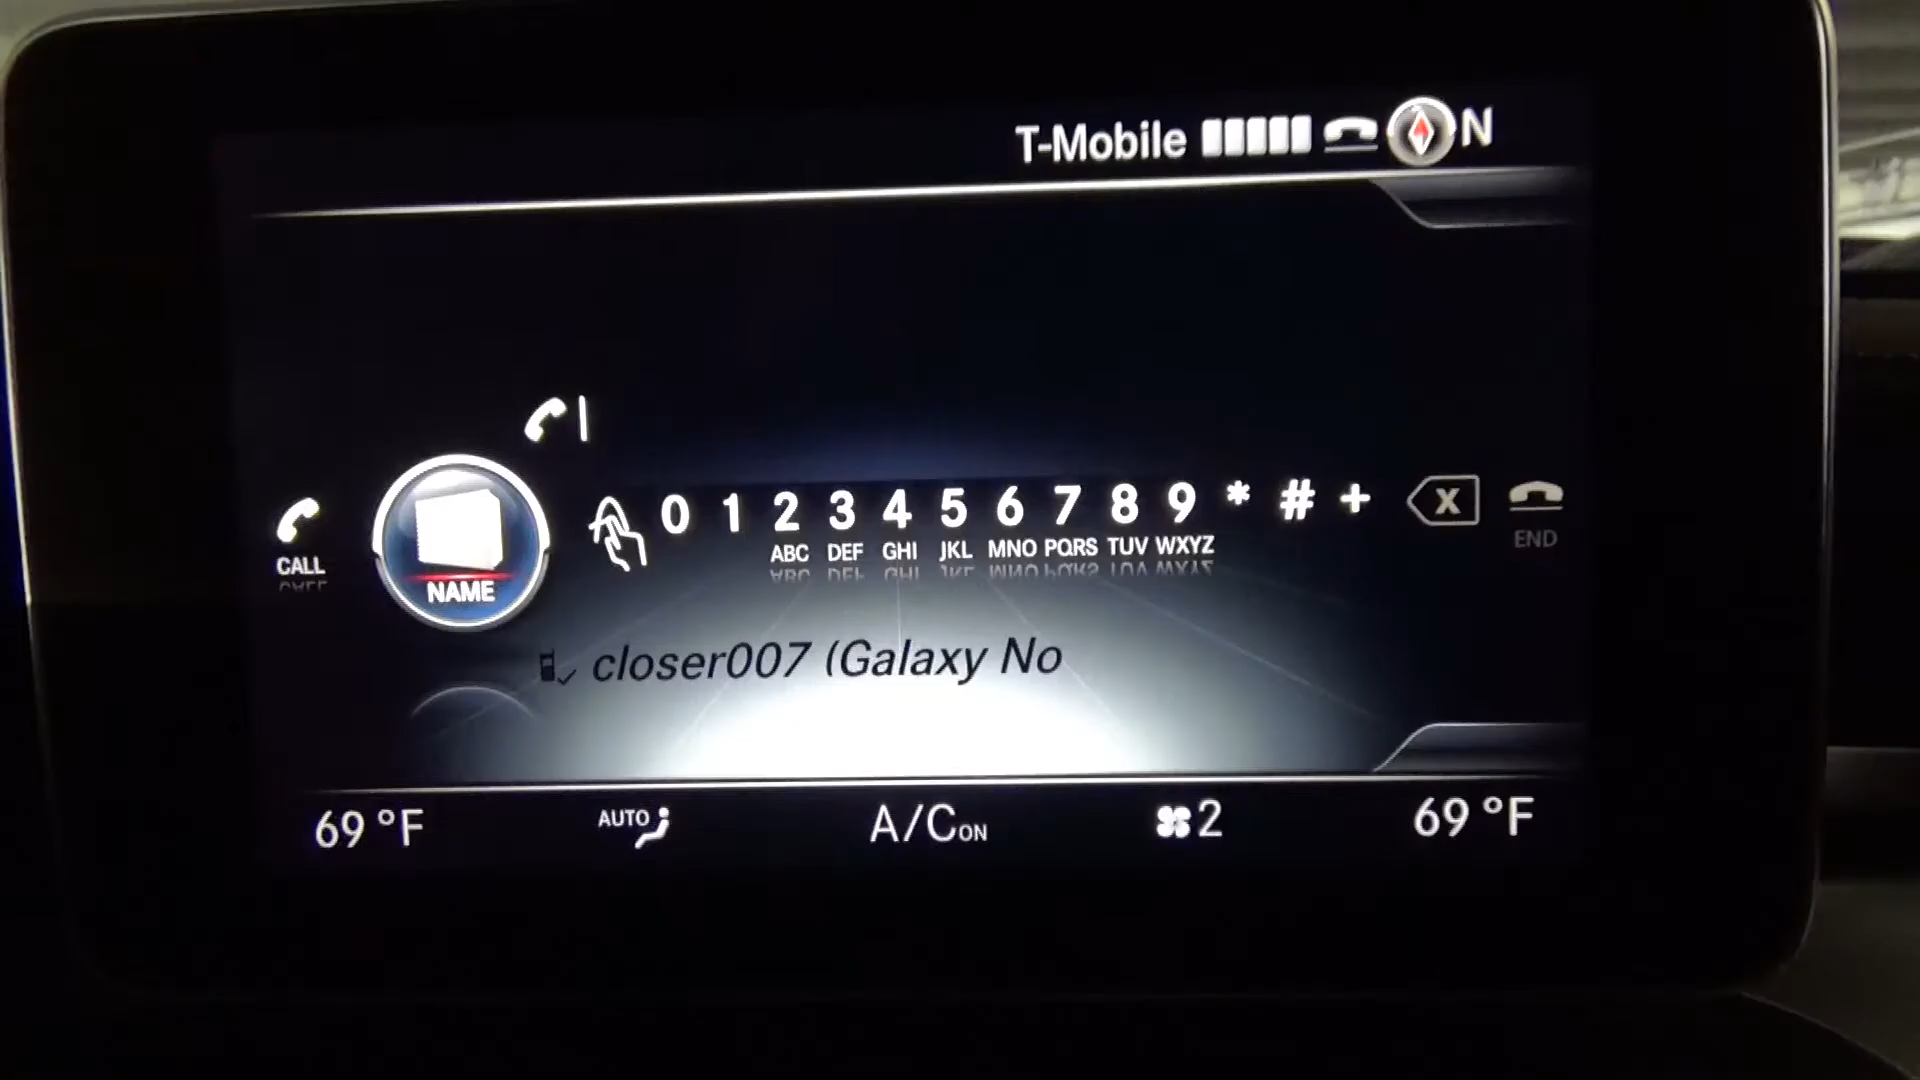 T-Mobile N
0 1 2 3 4 5 6 7 8 9 * # + X
CALL NAME ABC DEF GHI JKL MNO PQRS TUV WXYZ END
closer007 (Galaxy No
69 °F AUTO A/C ON 2 69 °F